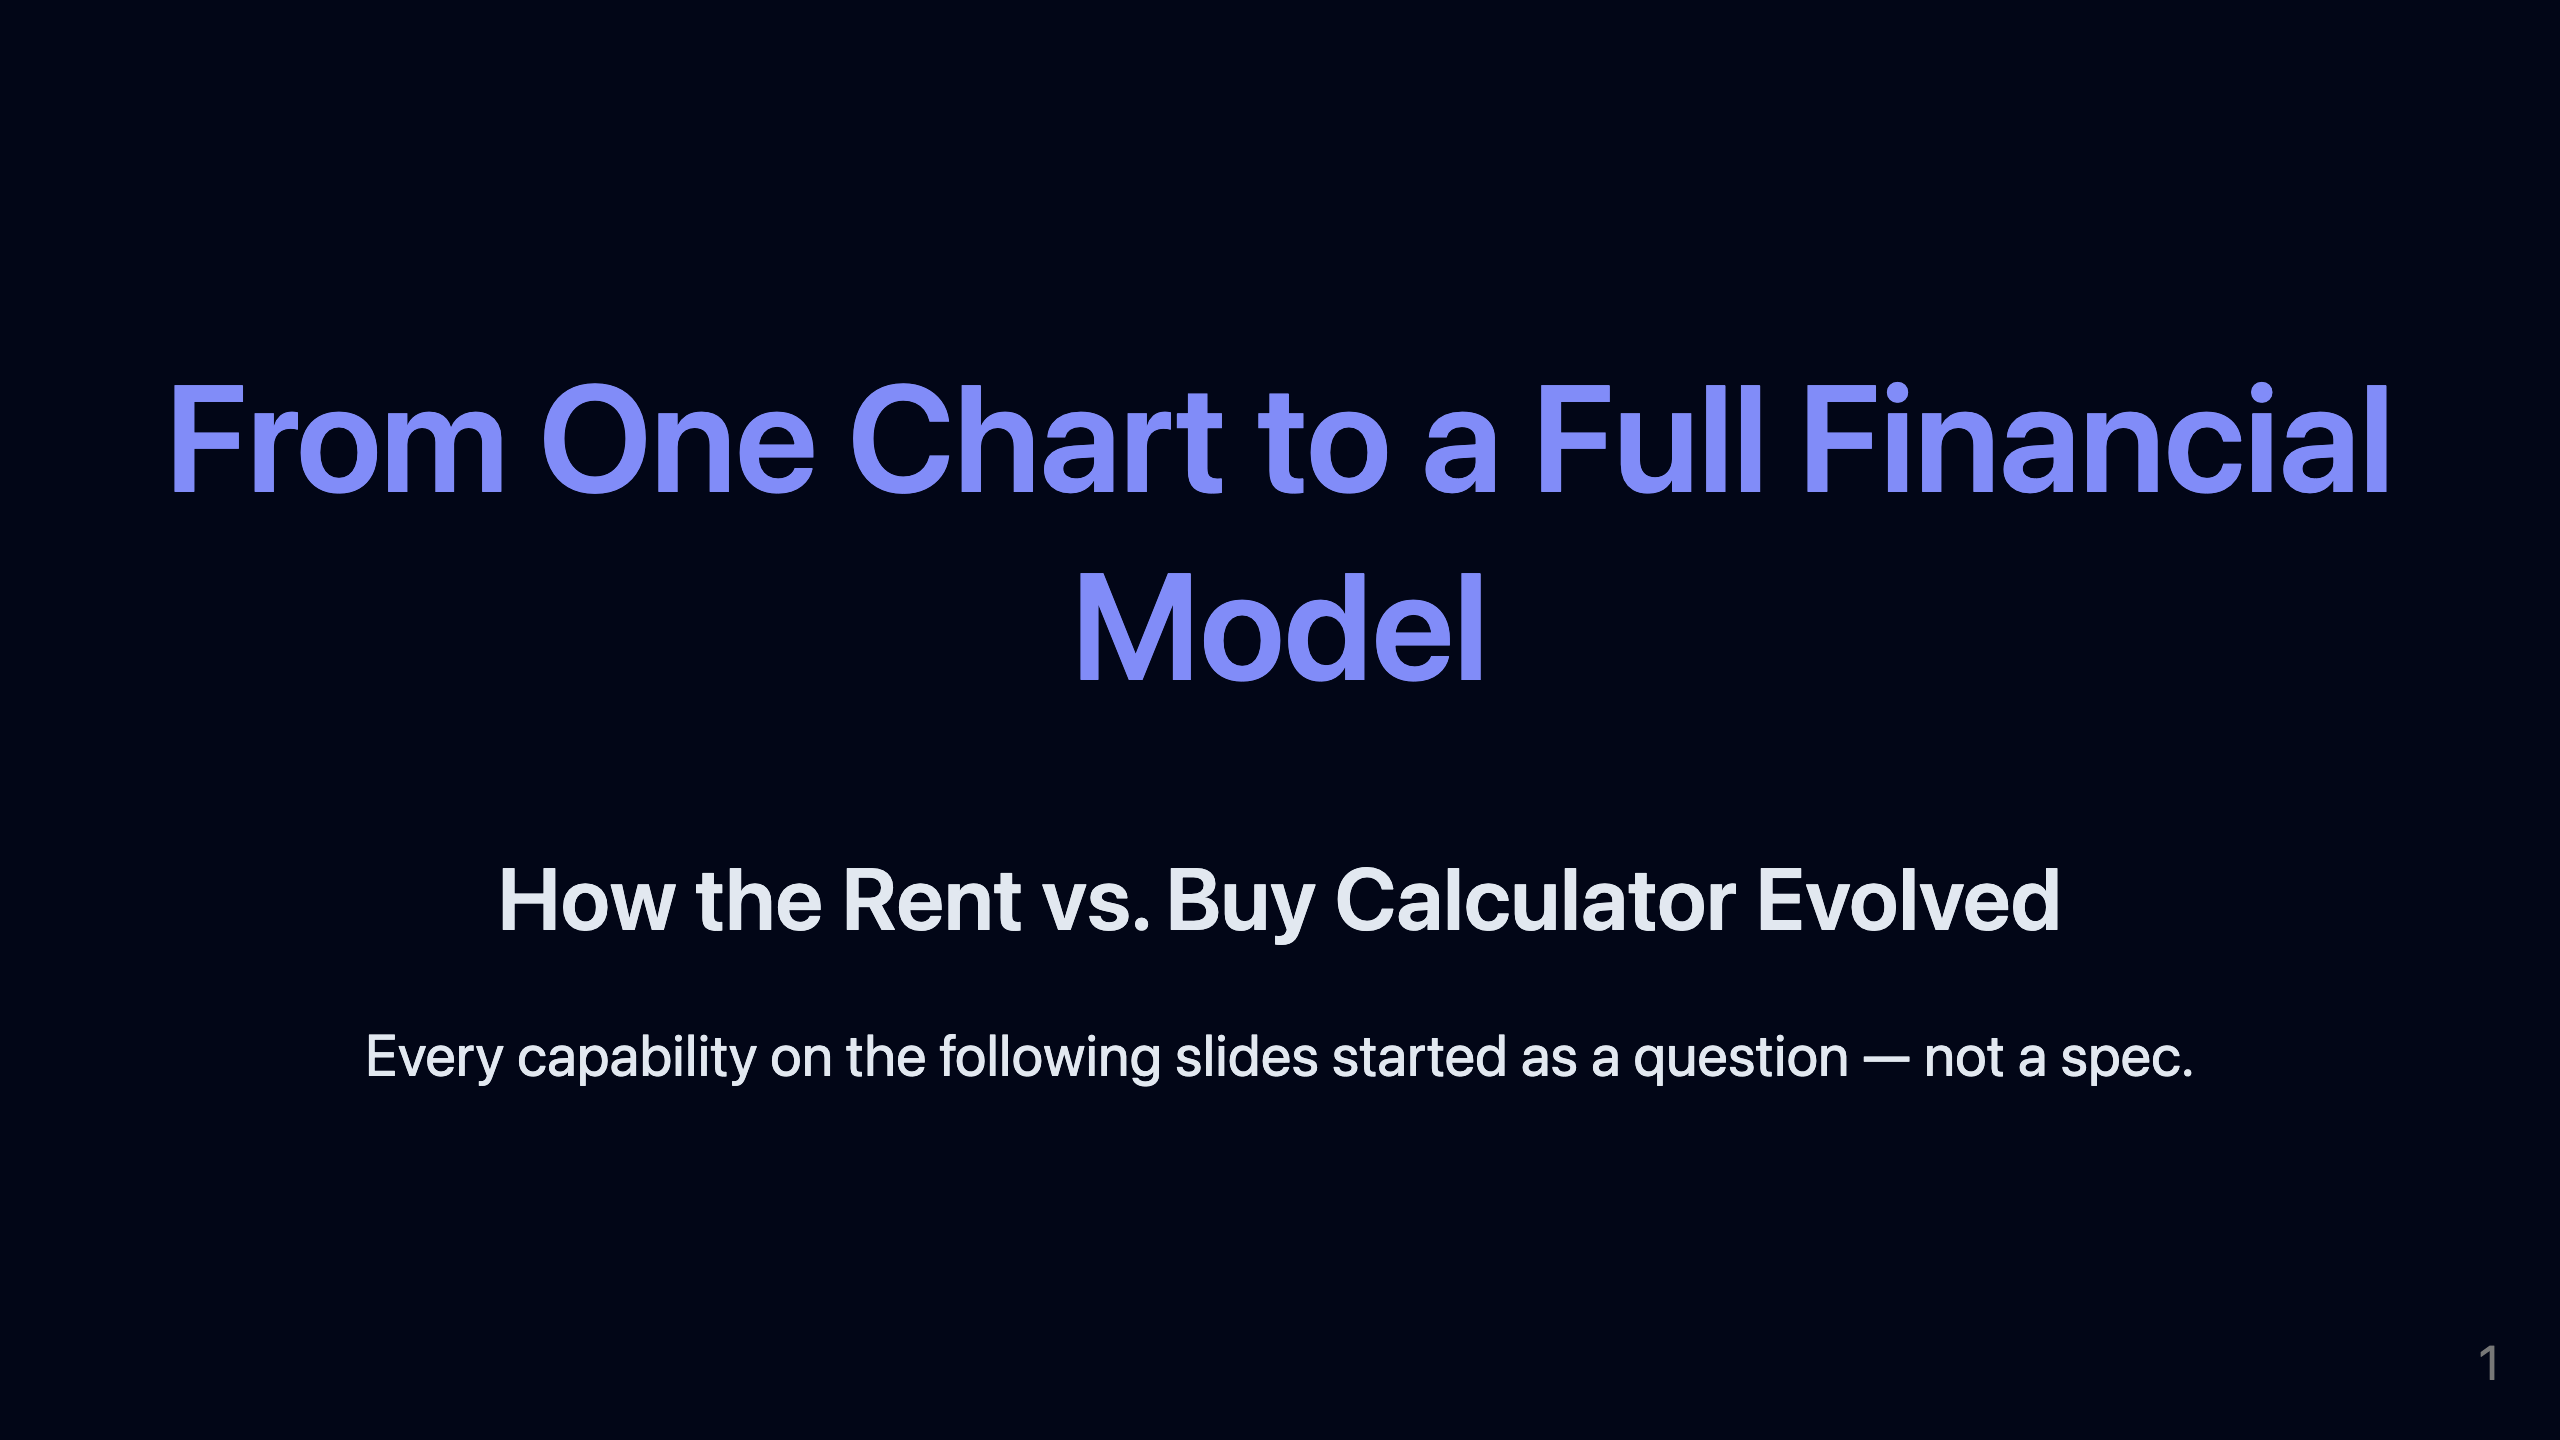 From One Chart to a Full Financial
Model
How the Rent vs. Buy Calculator Evolved
Every capability on the following slides started as a question — not a spec.
1